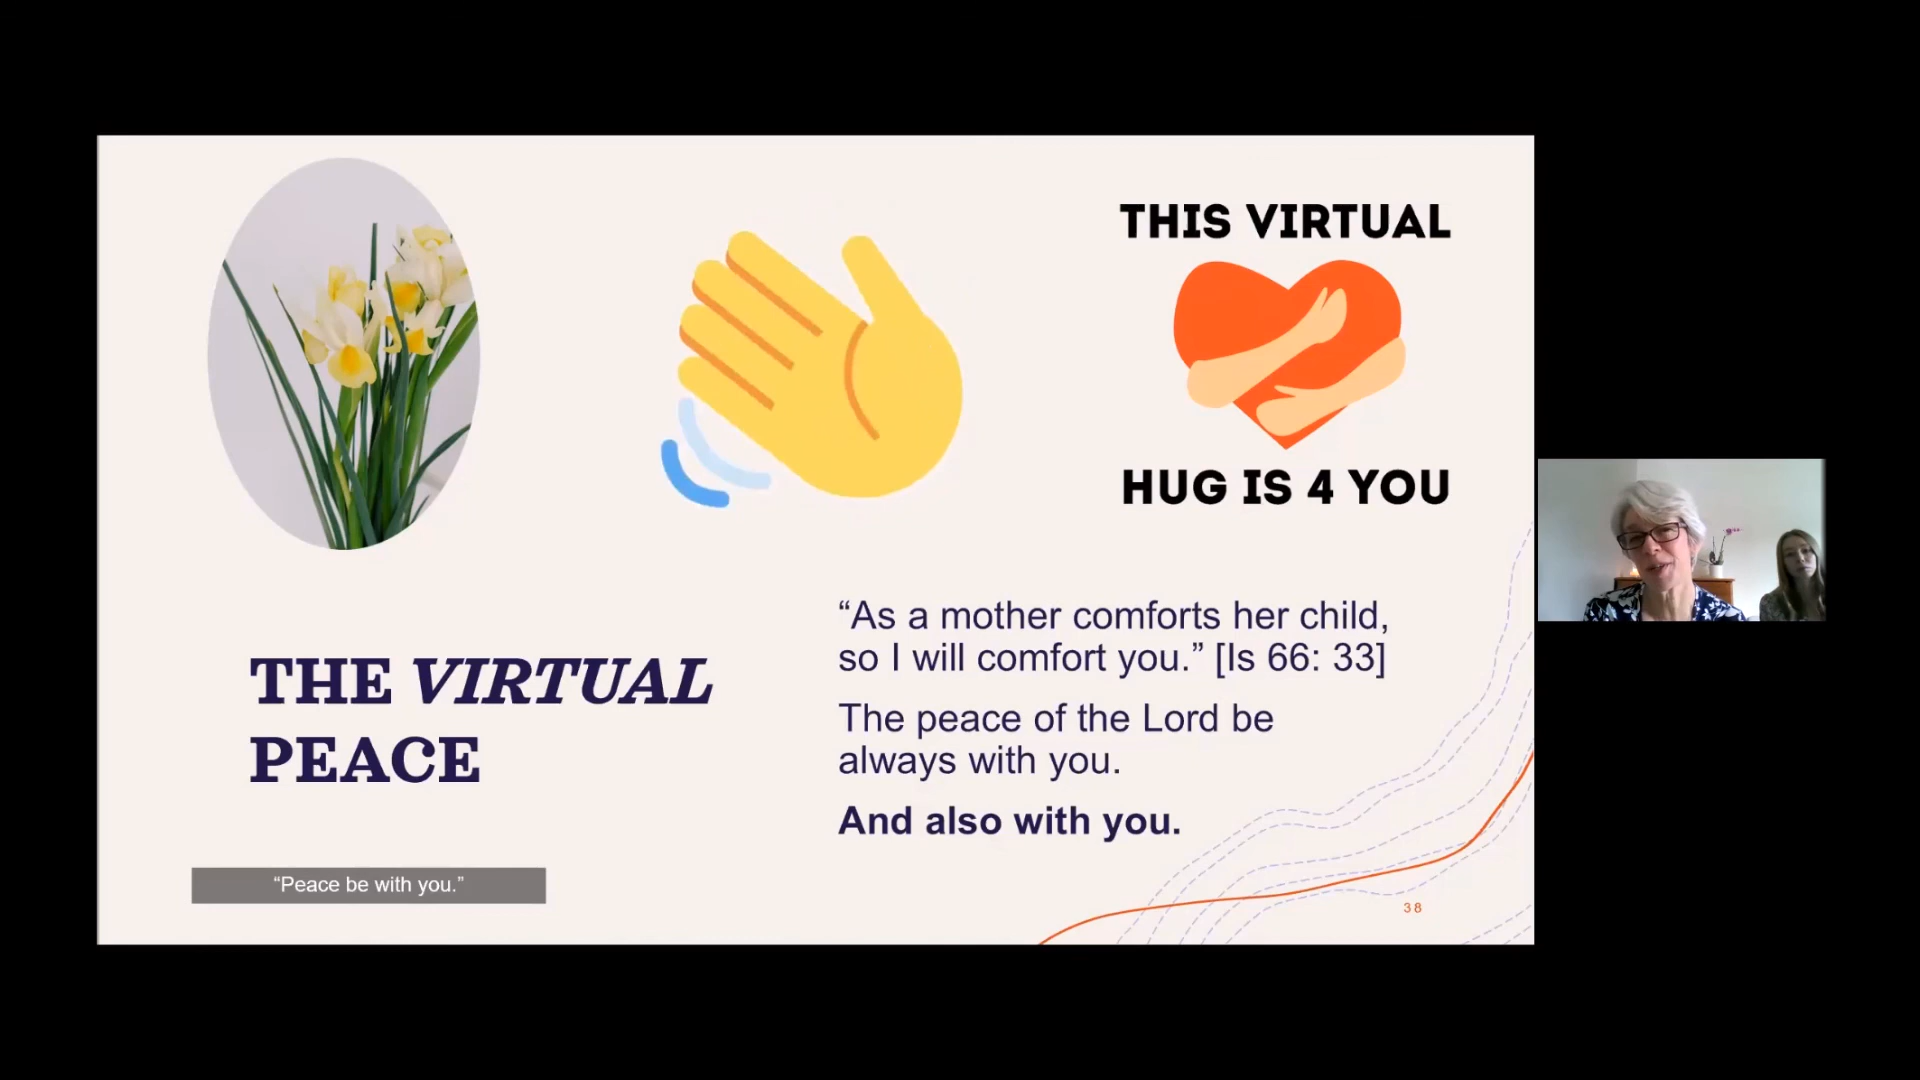 THIS VIRTUAL
HUG IS 4 YOU
THE VIRTUAL
PEACE
“As a mother comforts her child,
so I will comfort you.” [Is 66: 33]
The peace of the Lord be
always with you.
And also with you.
“Peace be with you.”
38